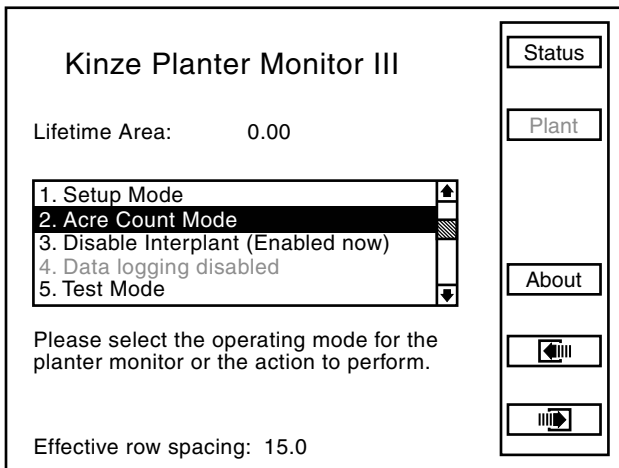 Kinze Planter Monitor III
Lifetime Area: 0.00
1. Setup Mode
2. Acre Count Mode
3. Disable Interplant (Enabled now)
4. Data logging disabled
5. Test Mode
Please select the operating mode for the
planter monitor or the action to perform.
Effective row spacing: 15.0
Status
Plant
About